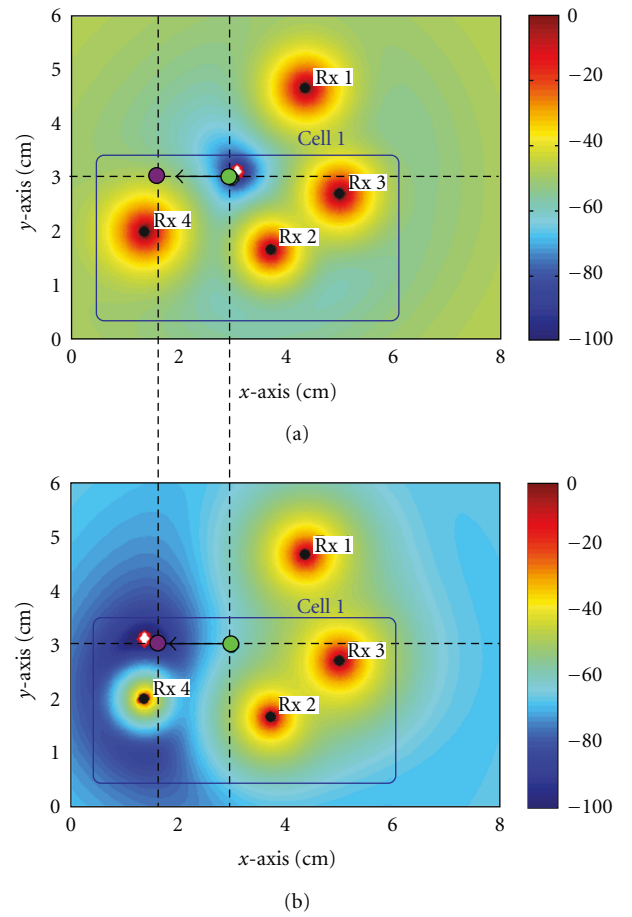 6
5
4
3
2
1
0
y-axis (cm)
Rx 1
Cell 1
Rx 3
Rx 4
Rx 2
0 2 4 6 8
x-axis (cm)
0
−20
−40
−60
−80
−100
(a)
6
5
4
3
2
1
0
y-axis (cm)
Rx 1
Cell 1
Rx 3
Rx 4
Rx 2
0 2 4 6 8
x-axis (cm)
0
−20
−40
−60
−80
−100
(b)